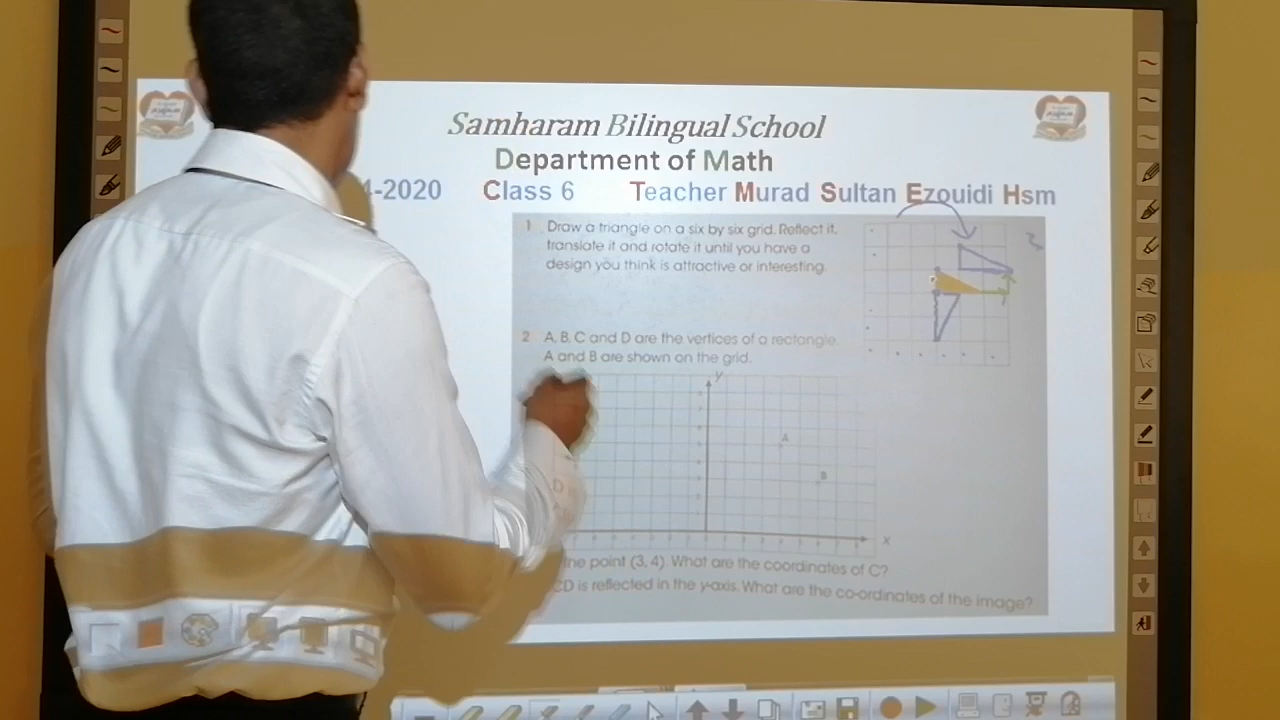 Samharam Bilingual School
Department of Math
4-2020 Class 6 Teacher Murad Sultan Ezouidi Hsm
1 Draw a triangle on a six by six grid. Reflect it,
translate it and rotate it until you have a
design you think is attractive or interesting.
2 A, B, C and D are the vertices of a rectangle.
A and B are shown on the grid.
y
A
B
x
the point (3, 4). What are the coordinates of C?
CD is reflected in the y-axis. What are the co-ordinates of the image?